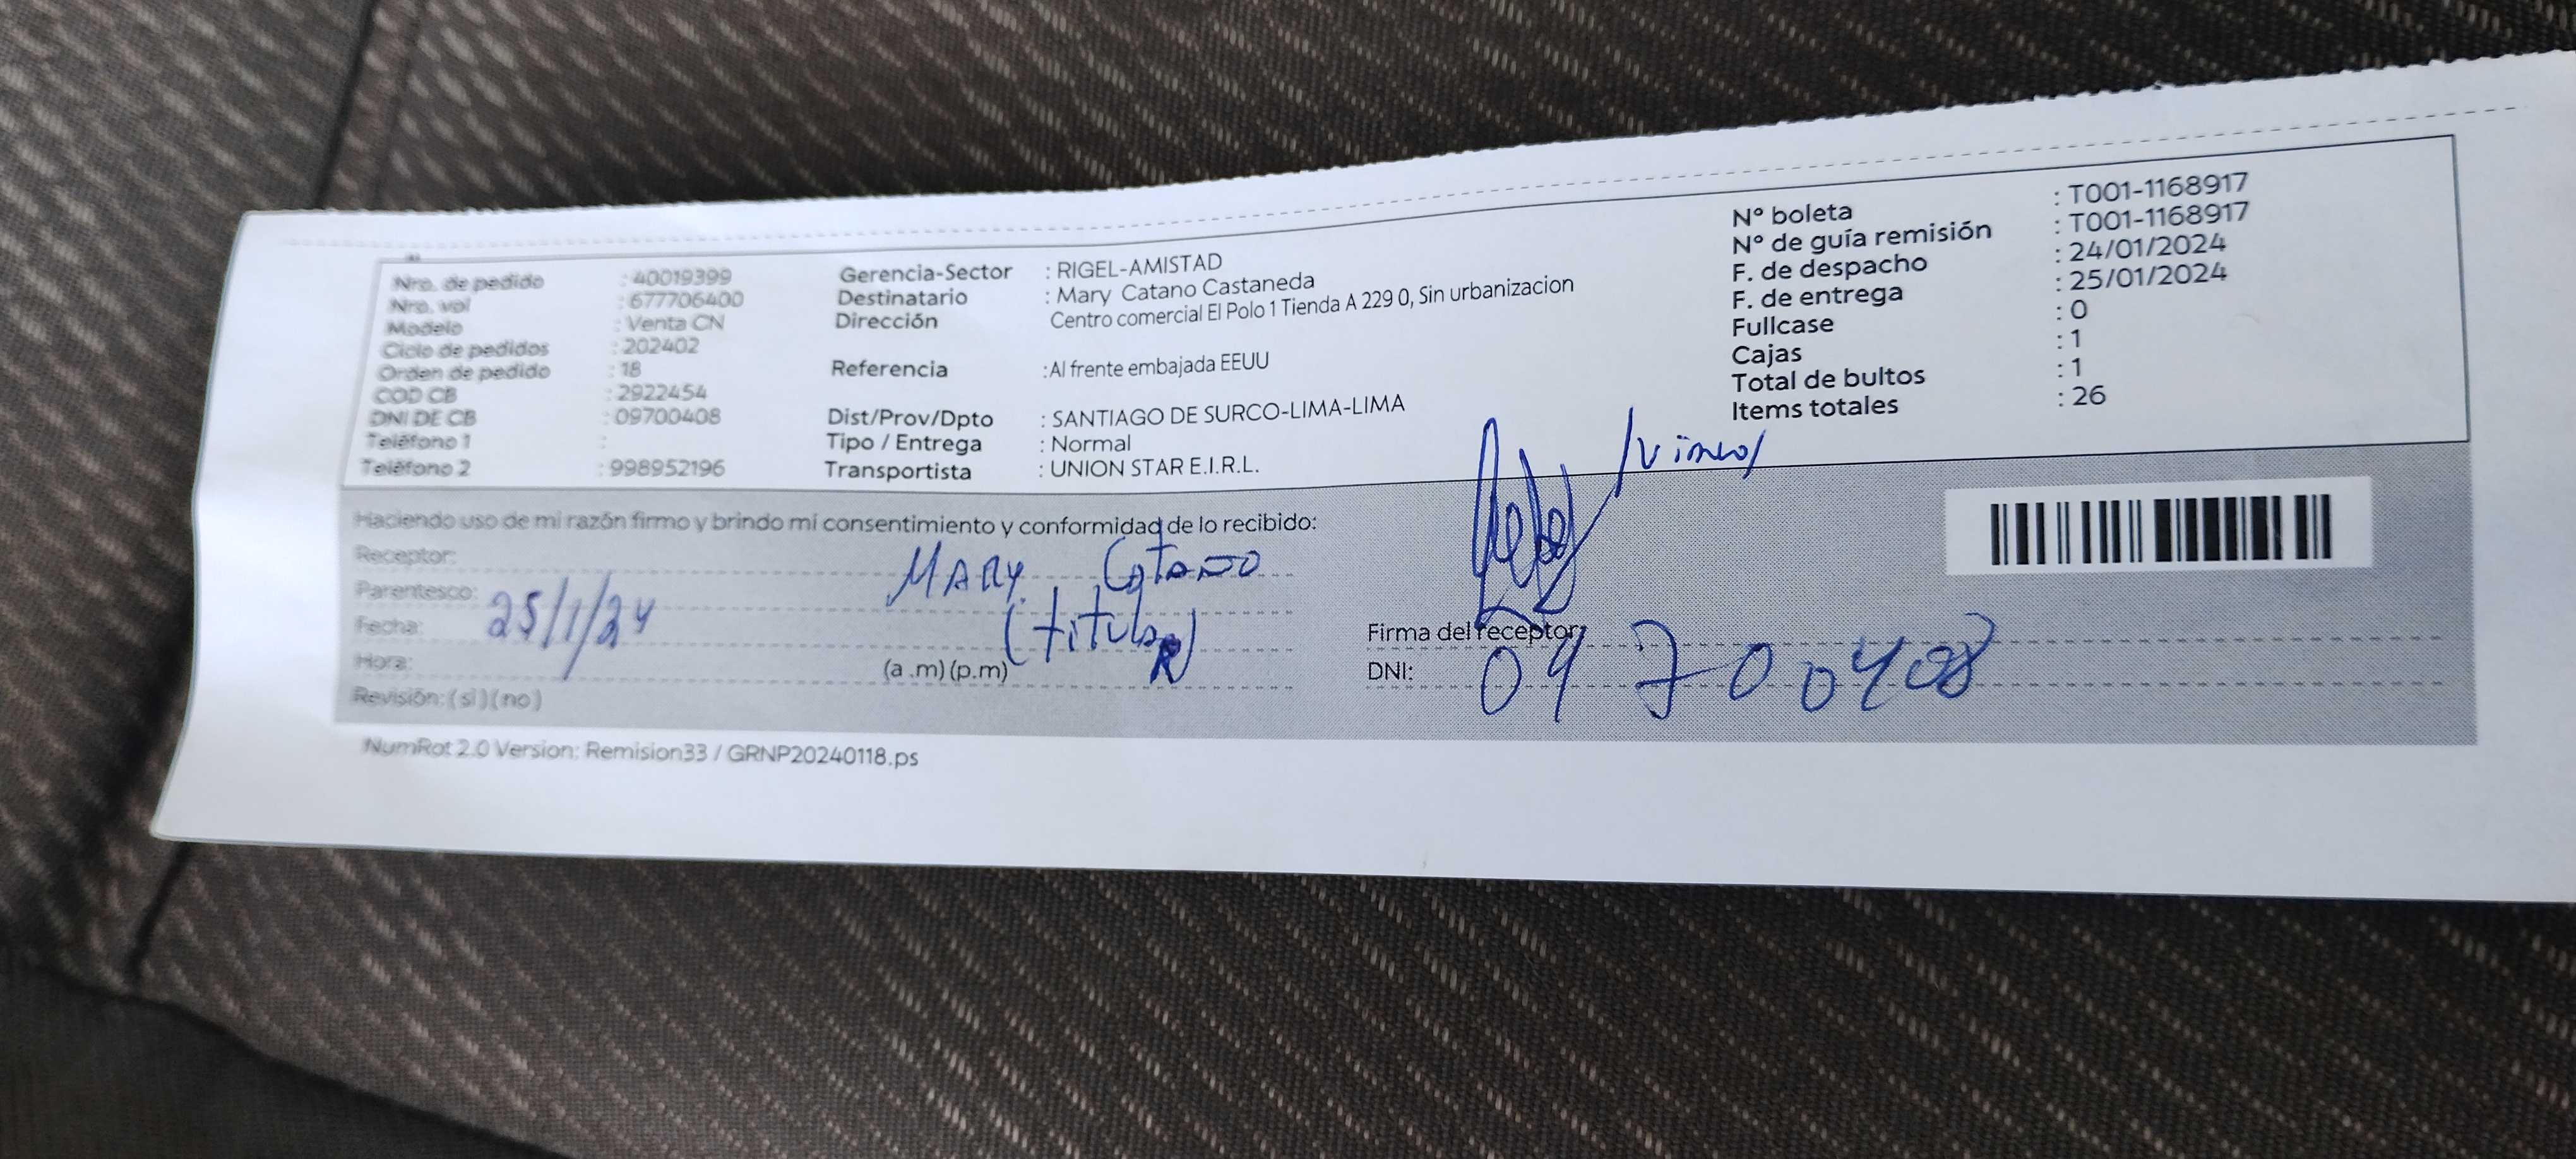 Nro. de pedido : 40019399 Gerencia-Sector : RIGEL-AMISTAD Nº boleta : T001-1168917
Nro. vol : 677706400 Destinatario : Mary Catano Castaneda Nº de guía remisión : T001-1168917
Modelo : Venta CN Dirección Centro comercial El Polo 1 Tienda A 229 0, Sin urbanizacion F. de despacho : 24/01/2024
Ciclo de pedidos : 202402 F. de entrega : 25/01/2024
Orden de pedido : 18 Referencia :Al frente embajada EEUU Fullcase : 0
COD CB : 2922454 Cajas : 1
DNI DE CB : 09700408 Dist/Prov/Dpto : SANTIAGO DE SURCO-LIMA-LIMA Total de bultos : 1
Teléfono 1 : Tipo / Entrega : Normal Items totales : 26
Teléfono 2 : 998952196 Transportista : UNION STAR E.I.R.L.
Haciendo uso de mi razón firmo y brindo mi consentimiento y conformidad de lo recibido:
Receptor: MARY Cataño
Parentesco: (titular)
Fecha: 25/1/24 Firma del receptor:
Hora: (a .m) (p.m) DNI: 09700408
Revisión: (si) (no)
NumRot 2.0 Version: Remision33 / GRNP20240118.ps